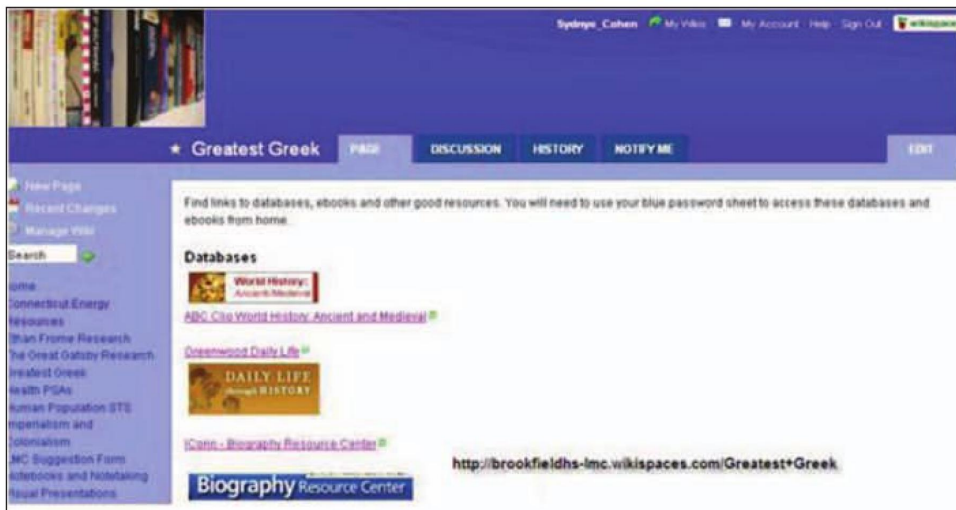 Sydnye_Cohen My Wikis My Account Help Sign Out wikispaces
Greatest Greek PAGE DISCUSSION HISTORY NOTIFY ME EDIT
New Page
Recent Changes
Manage Wiki
Search
Home
Connecticut Energy
Resources
Ethan Frome Research
The Great Gatsby Research
Greatest Greek
Health PGAs
Human Population STS
Imperialism and
Colonialism
LMC Suggestion Form
Notebooks and Notetaking
Visual Presentations
Find links to databases, ebooks and other good resources. You will need to use your blue password sheet to access these databases and
ebooks from home.
Databases
World History:
Ancient/Medieval
ABC Clio World History: Ancient and Medieval
Greenwood Daily Life
DAILY LIFE
through HISTORY
IConn - Biography Resource Center
http://brookfieldhs-lmc.wikispaces.com/Greatest+Greek
Biography Resource Center